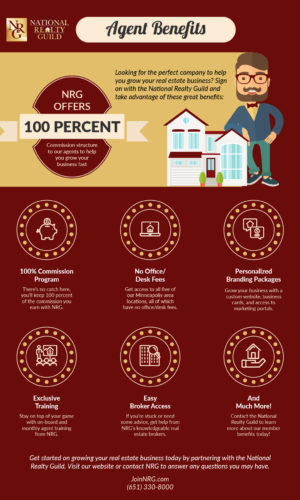 NRG
NATIONAL
REALTY
GUILD
Agent Benefits
Looking for the perfect company to help
you grow your real estate business? Sign
on with the National Realty Guild and
take advantage of these great benefits:
NRG
OFFERS
100 PERCENT
Commission structure
to our agents to help
you grow your
business fast
100% Commission
Program
There's no catch here,
you'll keep 100 percent
of the commission you
earn with NRG.
No Office/
Desk Fees
Get access to all five of
our Minneapolis area
locations, all of which
have no office/desk fees.
Personalized
Branding Packages
Grow your business with a
custom website, business
cards, and access to
marketing portals.
Exclusive
Training
Stay on top of your game
with on-board and
monthly agent training
from NRG.
Easy
Broker Access
If you're stuck or need
some advice, get help from
NRG's knowledgeable real
estate brokers.
And
Much More!
Contact the National
Realty Guild to learn
more about our member
benefits today!
Get started on growing your real estate business today by partnering with the National
Realty Guild. Visit our website or contact NRG to answer any questions you may have.
JoinNRG.com
(651) 330-8000